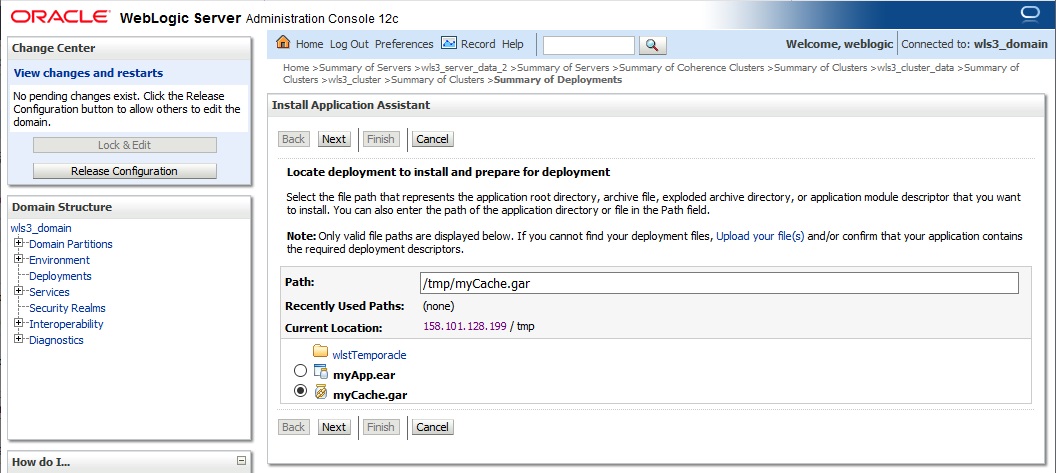 ORACLE WebLogic Server Administration Console 12c
Change Center
View changes and restarts
No pending changes exist. Click the Release
Configuration button to allow others to edit the
domain.
Lock & Edit
Release Configuration
Domain Structure
wls3_domain
Domain Partitions
Environment
Deployments
Services
Security Realms
Interoperability
Diagnostics
How do I...
Home Log Out Preferences Record Help
Welcome, weblogic Connected to: wls3_domain
Home >Summary of Servers >wls3_server_data_2 >Summary of Servers >Summary of Coherence Clusters >Summary of Clusters >wls3_cluster_data >Summary of
Clusters >wls3_cluster >Summary of Clusters >Summary of Deployments
Install Application Assistant
Back Next Finish Cancel
Locate deployment to install and prepare for deployment
Select the file path that represents the application root directory, archive file, exploded archive directory, or application module descriptor that you want
to install. You can also enter the path of the application directory or file in the Path field.
Note: Only valid file paths are displayed below. If you cannot find your deployment files, Upload your file(s) and/or confirm that your application contains
the required deployment descriptors.
Path: /tmp/myCache.gar
Recently Used Paths: (none)
Current Location: 158.101.128.199 / tmp
wlstTemporacle
myApp.ear
myCache.gar
Back Next Finish Cancel